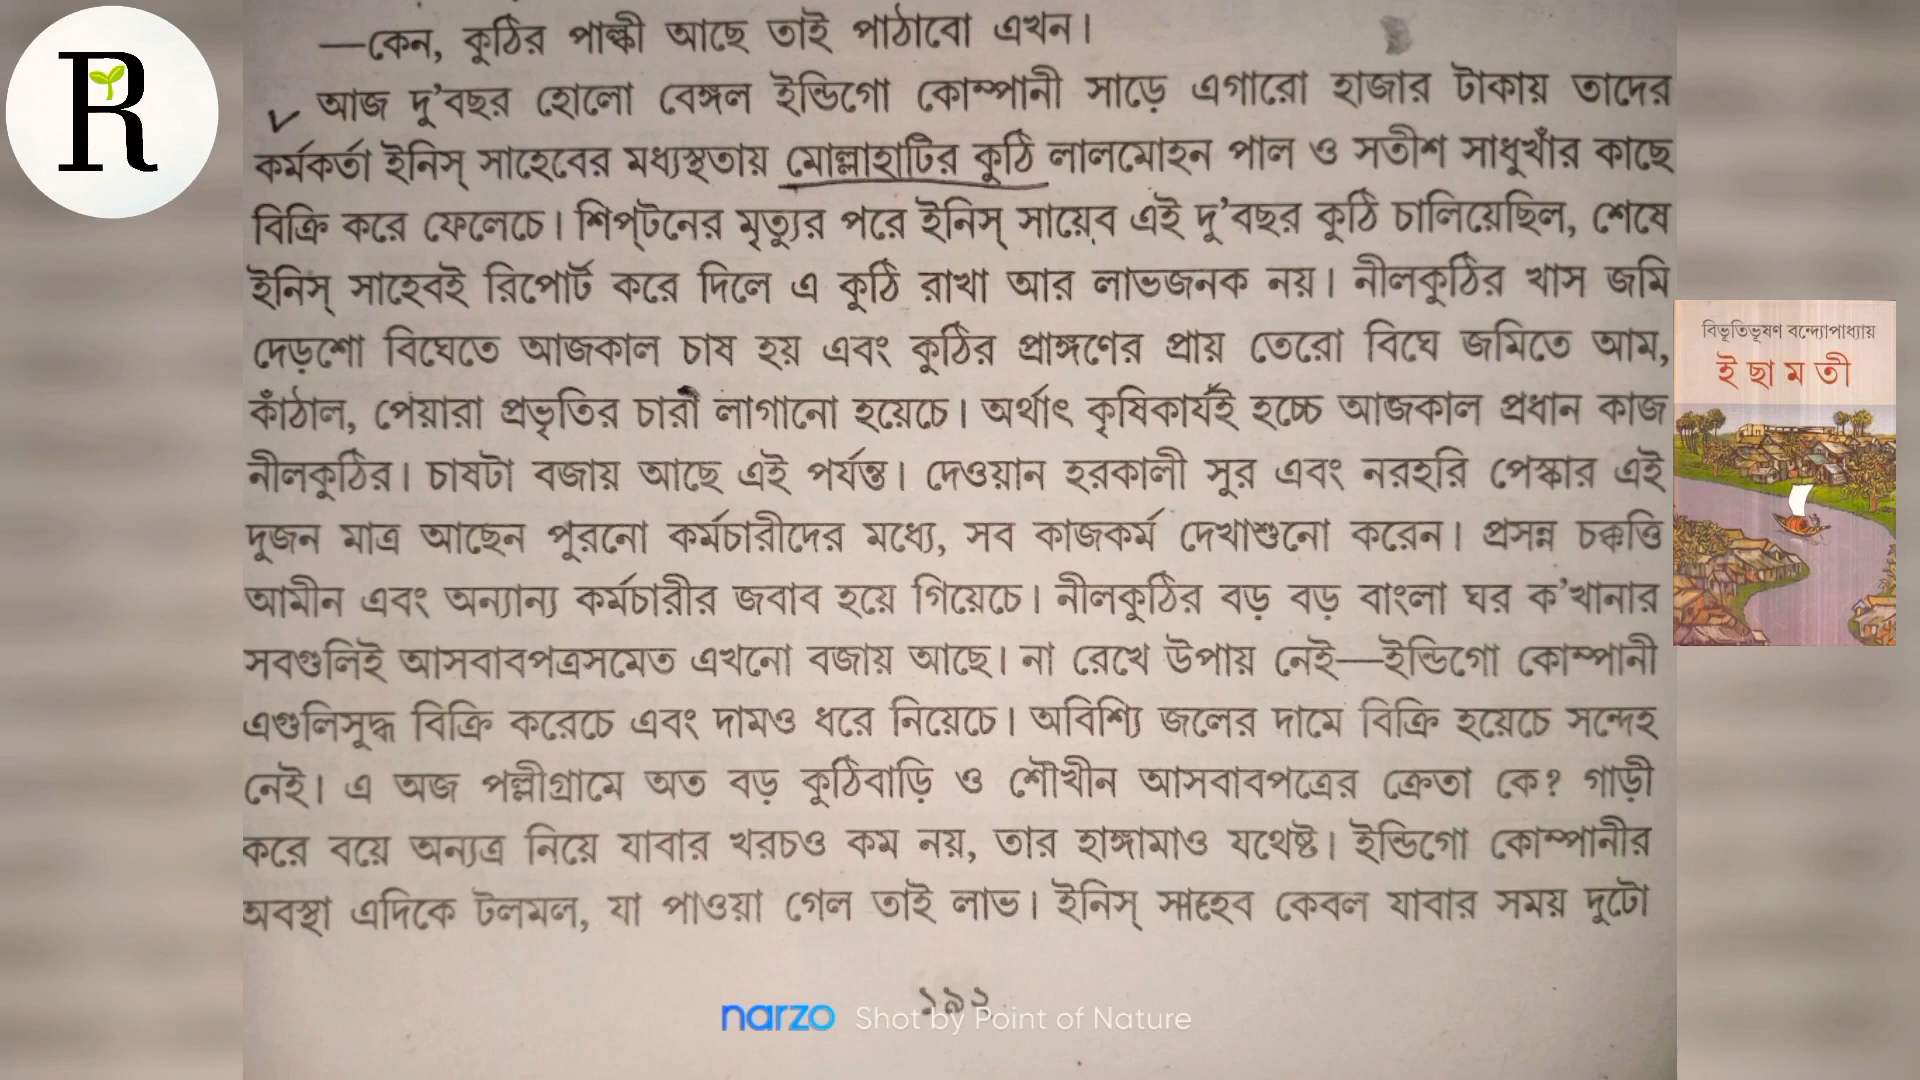 R
—কেন, কুঠির পাল্কী আছে তাই পাঠাবো এখন।
আজ দু'বছর হোলো বেঙ্গল ইন্ডিগো কোম্পানী সাড়ে এগারো হাজার টাকায় তাদের
কর্মকর্তা ইনিস্ সাহেবের মধ্যস্থতায় মোল্লাহাটির কুঠি লালমোহন পাল ও সতীশ সাধুখাঁর কাছে
বিক্রি করে ফেলেচে। শিপ্‌টনের মৃত্যুর পরে ইনিস্ সায়েব এই দু'বছর কুঠি চালিয়েছিল, শেষে
ইনিস্ সাহেবই রিপোর্ট করে দিলে এ কুঠি রাখা আর লাভজনক নয়। নীলকুঠির খাস জমি
দেড়শো বিঘেতে আজকাল চাষ হয় এবং কুঠির প্রাঙ্গণের প্রায় তেরো বিঘে জমিতে আম,
কাঁঠাল, পেয়ারা প্রভৃতির চারা লাগানো হয়েচে। অর্থাৎ কৃষিকার্যই হচ্চে আজকাল প্রধান কাজ
নীলকুঠির। চাষটা বজায় আছে এই পর্যন্ত। দেওয়ান হরকালী সুর এবং নরহরি পেস্কার এই
দুজন মাত্র আছেন পুরনো কর্মচারীদের মধ্যে, সব কাজকর্ম দেখাশুনো করেন। প্রসন্ন চক্কত্তি
আমীন এবং অন্যান্য কর্মচারীর জবাব হয়ে গিয়েচে। নীলকুঠির বড় বড় বাংলা ঘর ক'খানার
সবগুলিই আসবাবপত্রসমেত এখনো বজায় আছে। না রেখে উপায় নেই—ইন্ডিগো কোম্পানী
এগুলিসুদ্ধ বিক্রি করেচে এবং দামও ধরে নিয়েচে। অবিশ্যি জলের দামে বিক্রি হয়েচে সন্দেহ
নেই। এ অজ পল্লীগ্রামে অত বড় কুঠিবাড়ি ও শৌখীন আসবাবপত্রের ক্রেতা কে? গাড়ী
করে বয়ে অন্যত্র নিয়ে যাবার খরচও কম নয়, তার হাঙ্গামাও যথেষ্ট। ইন্ডিগো কোম্পানীর
অবস্থা এদিকে টলমল, যা পাওয়া গেল তাই লাভ। ইনিস্ সাহেব কেবল যাবার সময় দুটো
১৯২
narzo Shot by Point of Nature
বিভূতিভূষণ বন্দ্যোপাধ্যায়
ইছামতী